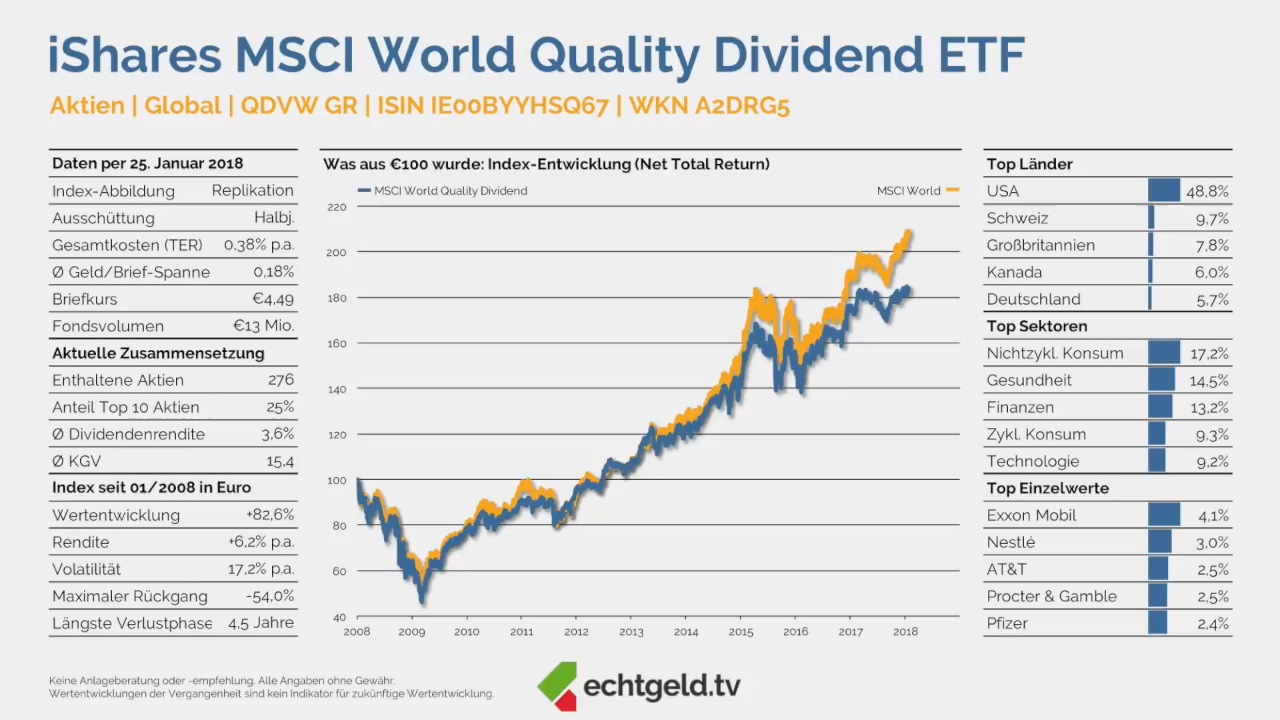 iShares MSCI World Quality Dividend ETF
Aktien | Global | QDVW GR | ISIN IE00BYYHSQ67 | WKN A2DRG5
Daten per 25. Januar 2018
Index-Abbildung Replikation
Ausschüttung Halbj.
Gesamtkosten (TER) 0,38% p.a.
Ø Geld/Brief-Spanne 0,18%
Briefkurs €4,49
Fondsvolumen €13 Mio.
Aktuelle Zusammensetzung
Enthaltene Aktien 276
Anteil Top 10 Aktien 25%
Ø Dividendenrendite 3,6%
Ø KGV 15,4
Index seit 01/2008 in Euro
Wertentwicklung +82,6%
Rendite +6,2% p.a.
Volatilität 17,2% p.a.
Maximaler Rückgang -54,0%
Längste Verlustphase 4,5 Jahre
Was aus €100 wurde: Index-Entwicklung (Net Total Return)
MSCI World Quality Dividend MSCI World
220
200
180
160
140
120
100
80
60
40
2008 2009 2010 2011 2012 2013 2014 2015 2016 2017 2018
Top Länder
USA 48,8%
Schweiz 9,7%
Großbritannien 7,8%
Kanada 6,0%
Deutschland 5,7%
Top Sektoren
Nichtzykl. Konsum 17,2%
Gesundheit 14,5%
Finanzen 13,2%
Zykl. Konsum 9,3%
Technologie 9,2%
Top Einzelwerte
Exxon Mobil 4,1%
Nestlé 3,0%
AT&T 2,5%
Procter & Gamble 2,5%
Pfizer 2,4%
Keine Anlageberatung oder -empfehlung. Alle Angaben ohne Gewähr.
Wertentwicklungen der Vergangenheit sind kein Indikator für zukünftige Wertentwicklung.
echtgeld.tv